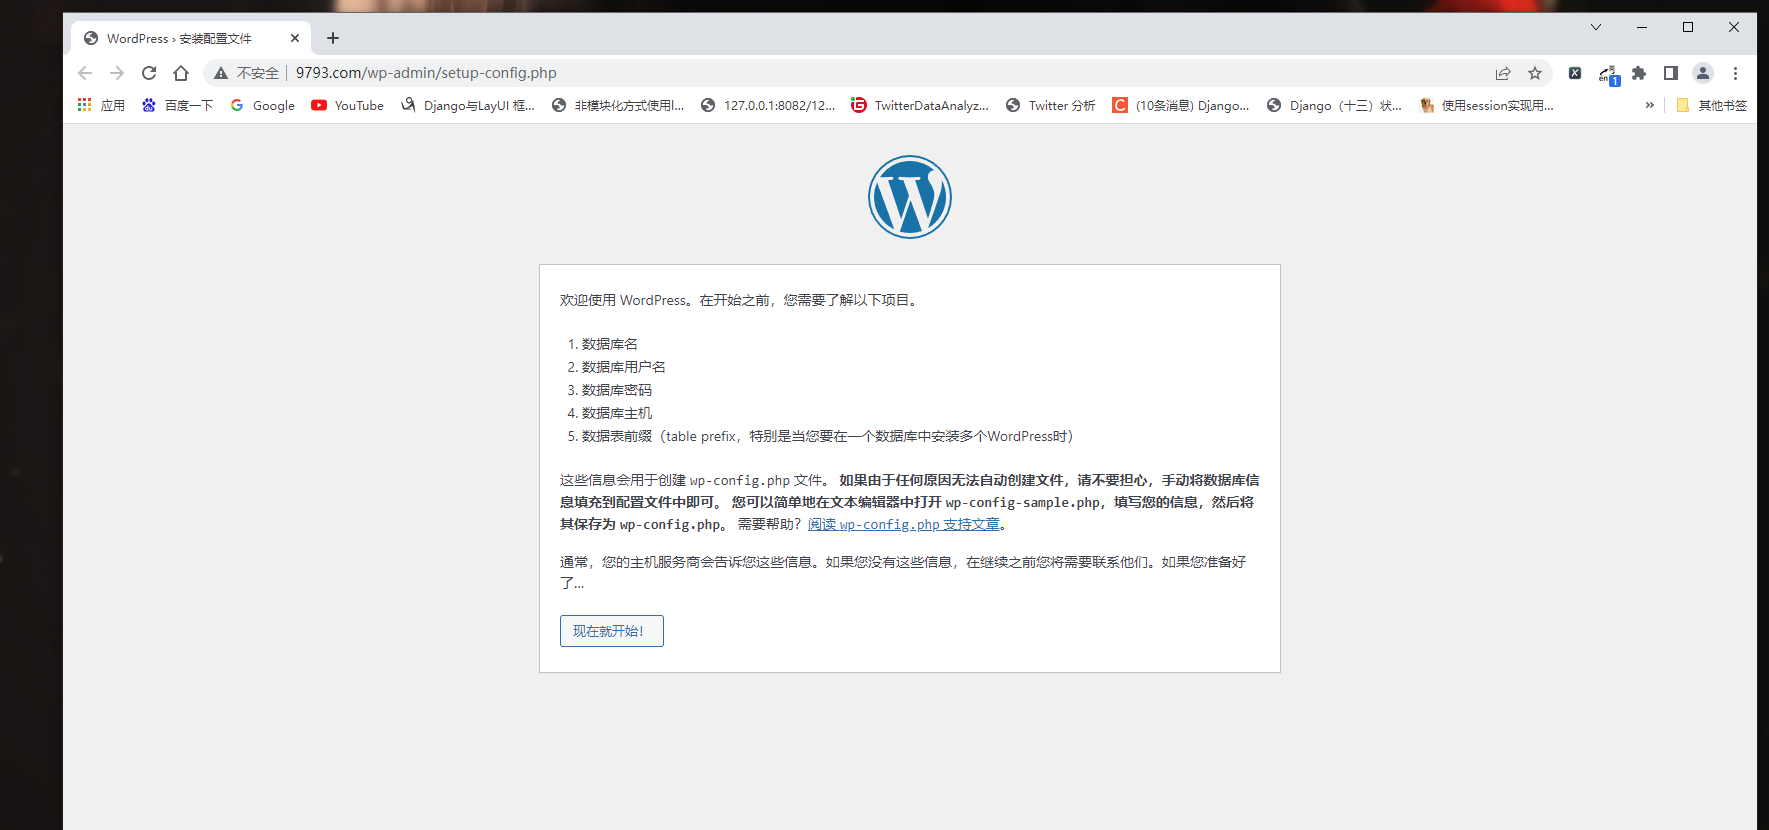 WordPress › 安装配置文件
不安全 | 9793.com/wp-admin/setup-config.php
en 英 1
应用 百度一下 Google YouTube Django与LayUI 框... 非模块化方式使用l... 127.0.0.1:8082/12... TwitterDataAnalyz... Twitter 分析 C (10条消息) Django... Django（十三）状... 使用session实现用... » 其他书签
欢迎使用 WordPress。在开始之前，您需要了解以下项目。
1. 数据库名
2. 数据库用户名
3. 数据库密码
4. 数据库主机
5. 数据表前缀（table prefix，特别是当您要在一个数据库中安装多个WordPress时）
这些信息会用于创建 wp-config.php 文件。 如果由于任何原因无法自动创建文件，请不要担心，手动将数据库信
息填充到配置文件中即可。 您可以简单地在文本编辑器中打开 wp-config-sample.php，填写您的信息，然后将
其保存为 wp-config.php。 需要帮助？阅读 wp-config.php 支持文章。
通常，您的主机服务商会告诉您这些信息。如果您没有这些信息，在继续之前您将需要联系他们。如果您准备好
了...
现在就开始！